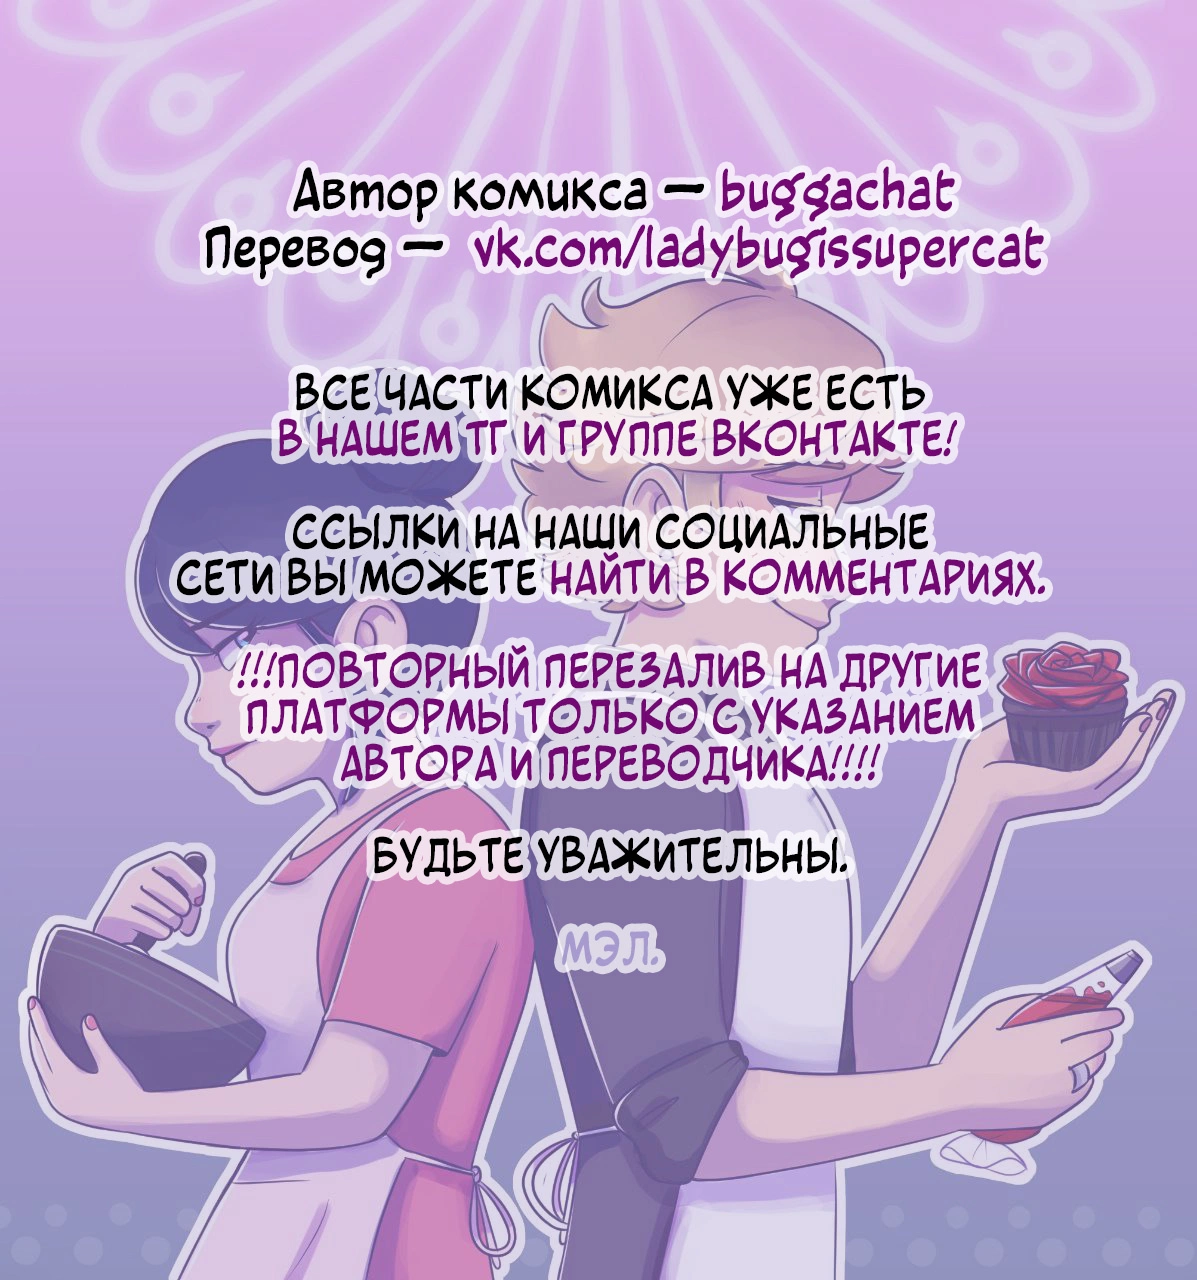 Автор комикса — buggachat
Перевод — vk.com/ladybugissupercat
ВСЕ ЧАСТИ КОМИКСА УЖЕ ЕСТЬ
В НАШЕМ ТГ И ГРУППЕ ВКОНТАКТЕ!
ССЫЛКИ НА НАШИ СОЦИАЛЬНЫЕ
СЕТИ ВЫ МОЖЕТЕ НАЙТИ В КОММЕНТАРИЯХ.
!!!ПОВТОРНЫЙ ПЕРЕЗАЛИВ НА ДРУГИЕ
ПЛАТФОРМЫ ТОЛЬКО С УКАЗАНИЕМ
АВТОРА И ПЕРЕВОДЧИКА!!!!
БУДЬТЕ УВАЖИТЕЛЬНЫ.
МЭЛ.